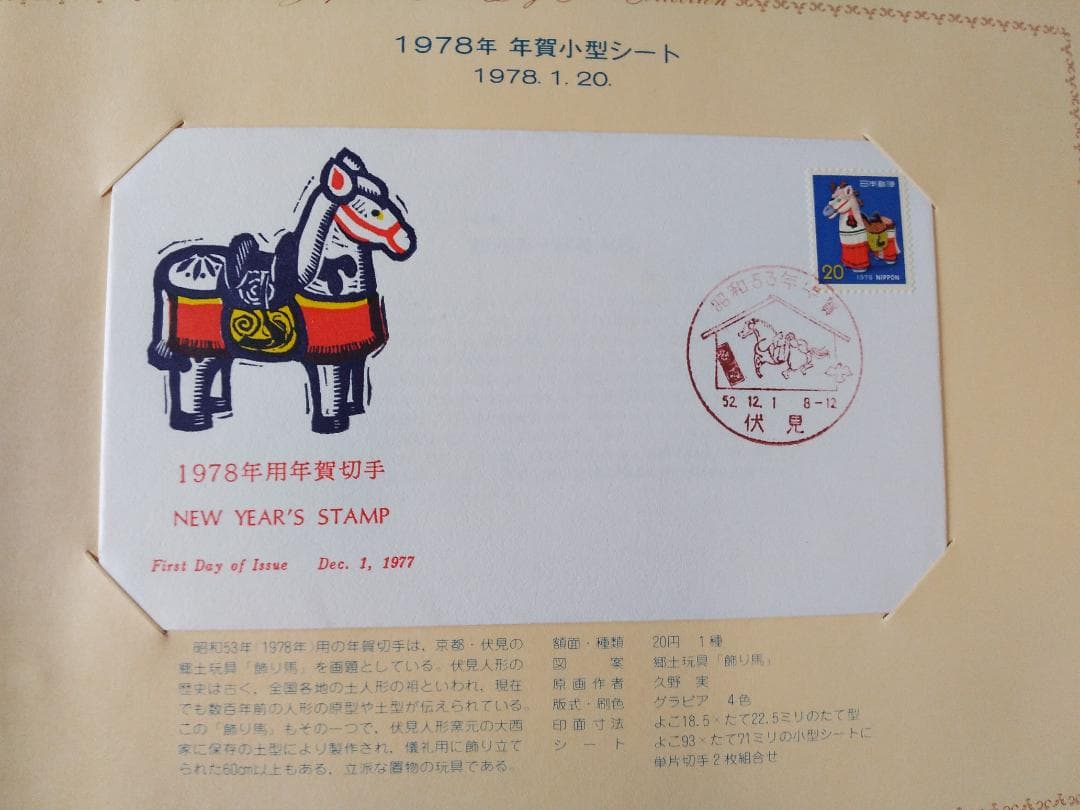 1978年 年賀小型シート
1978. 1. 20.
日本郵便
20
1978 NIPPON
昭和53年年賀
52. 12. 1 8-12
伏見
1978年用年賀切手
NEW YEAR'S STAMP
First Day of Issue Dec. 1, 1977
昭和53年(1978年)用の年賀切手は、京都・伏見の
郷土玩具「飾り馬」を画題としている。伏見人形の
歴史は古く、全国各地の土人形の祖といわれ、現在
でも数百年前の人形の原型や土型が伝えられている。
この「飾り馬」もその一つで、伏見人形窯元の大西
家に保存の土型により製作され、儀礼用に飾り立て
られた60cm以上もある、立派な置物の玩具である。
額面・種類 20円 1種
図案 郷土玩具「飾り馬」
原画作者 久野 実
版式・刷色 グラビア 4色
印面寸法 よこ18.5×たて22.5ミリのたて型
シート よこ93×たて71ミリの小型シートに
単片切手2枚組合せ